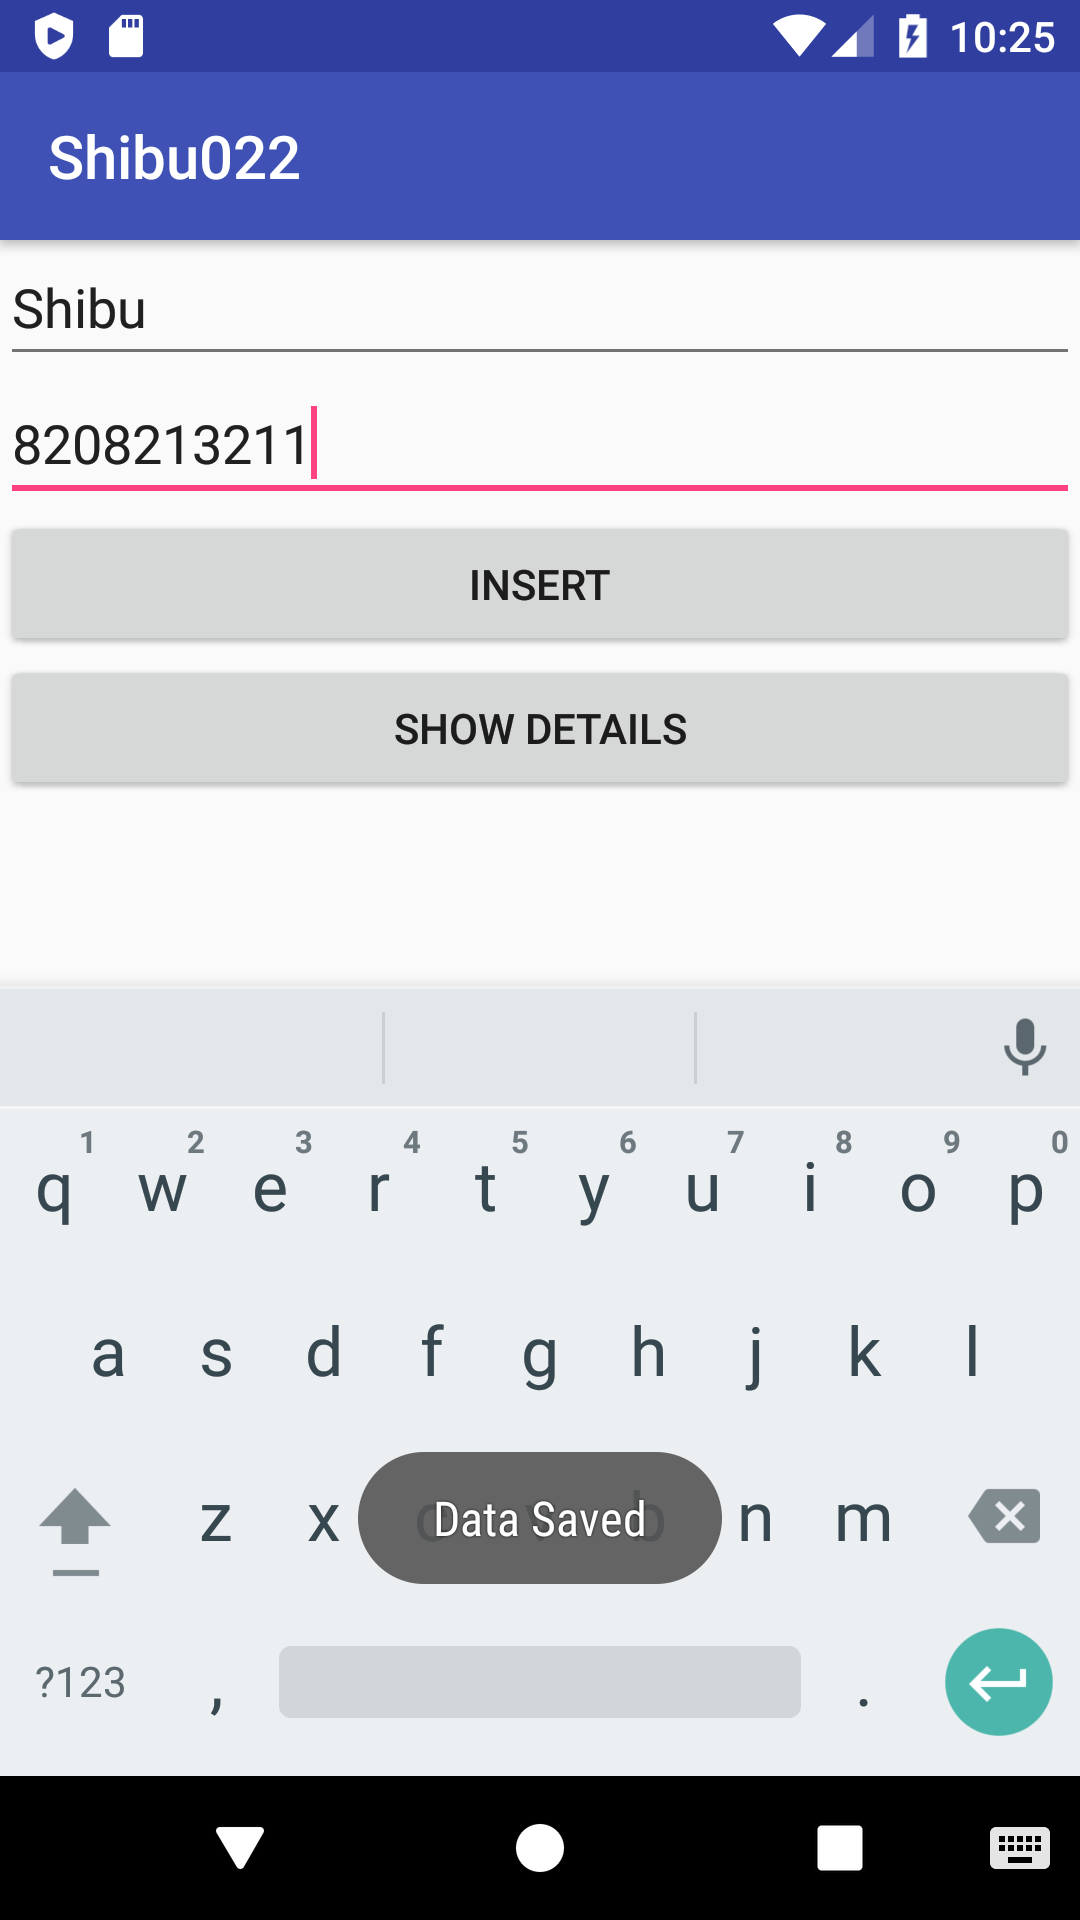 10:25
Shibu022
Shibu
8208213211
INSERT
SHOW DETAILS
1 2 3 4 5 6 7 8 9 0
q w e r t y u i o p
a s d f g h j k l
z x c v b n m
Data Saved
?123 , .